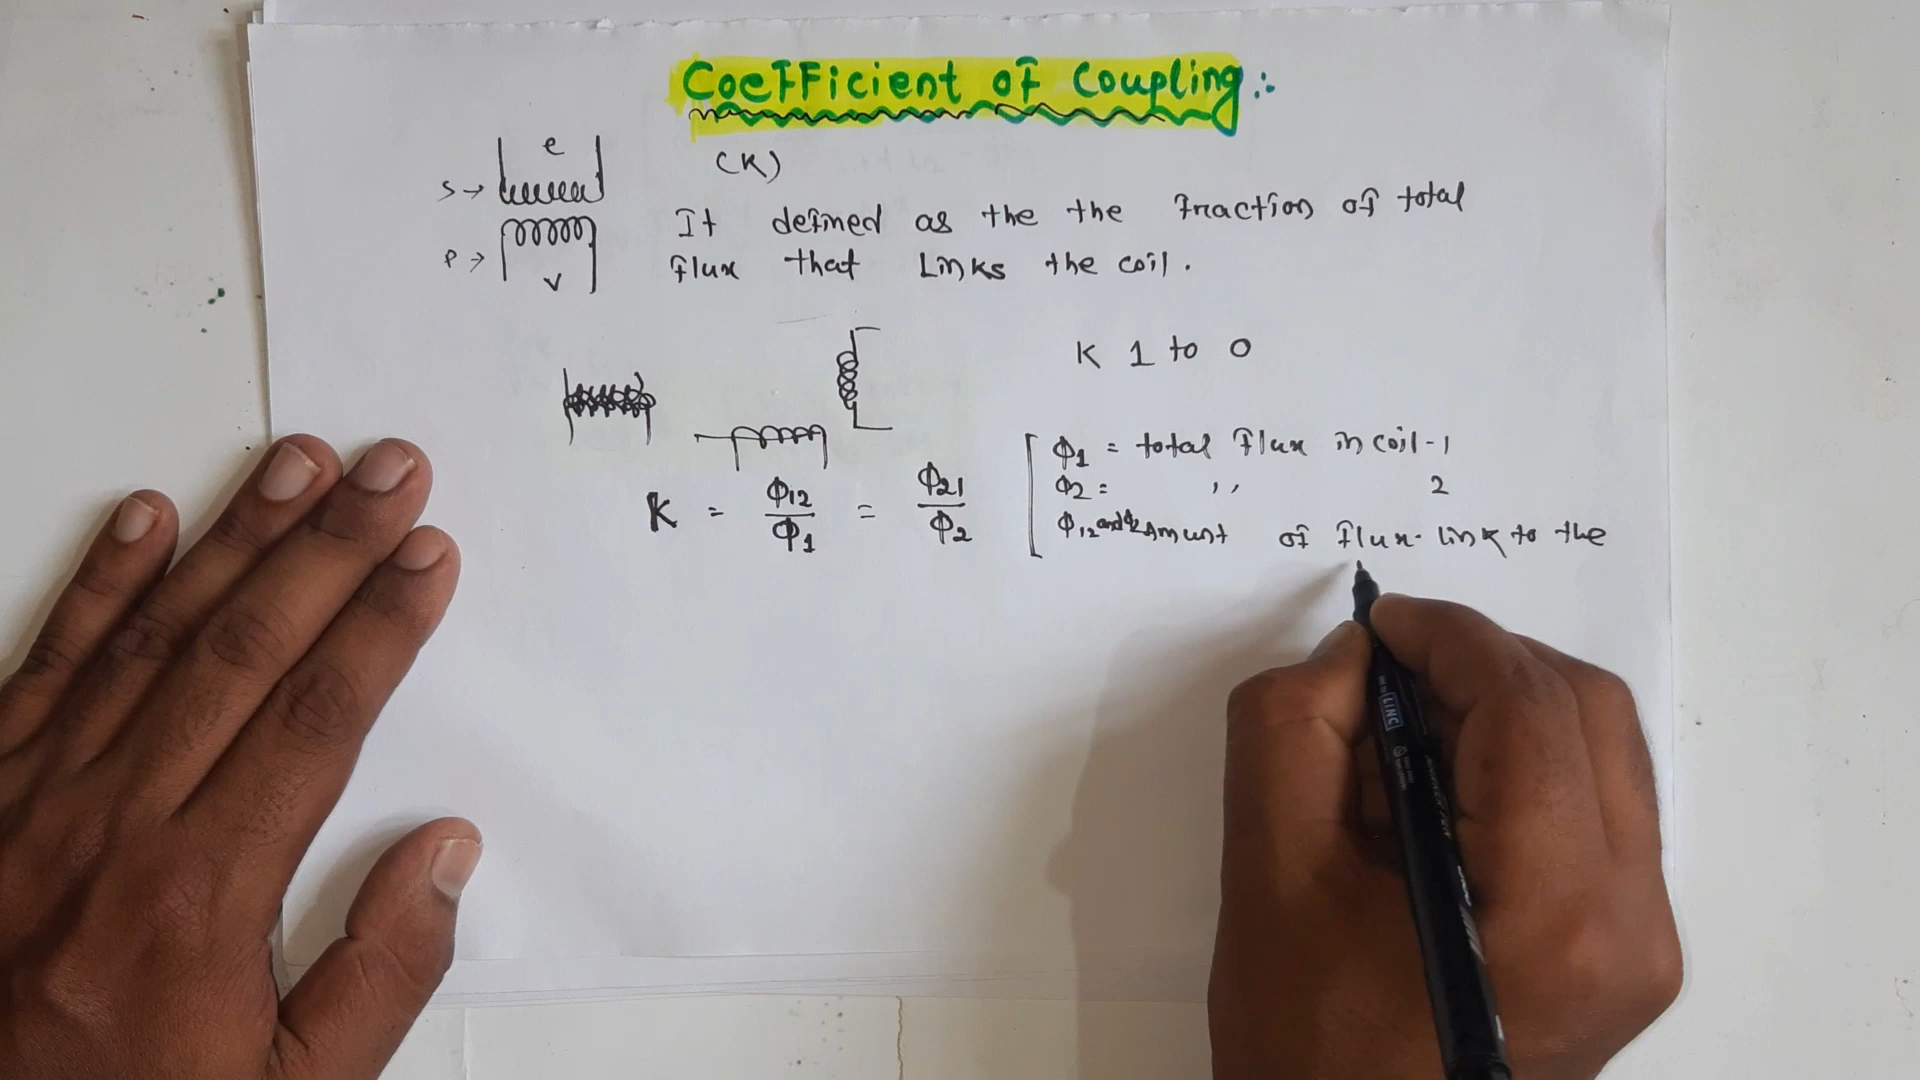 Coefficient of Coupling :-
(K)
e
S →
P →
v
It defined as the the fraction of total
flux that Links the coil.
K 1 to 0
K = Φ12/Φ1 = Φ21/Φ2
Φ1 = total flux in coil-1
Φ2 = ,, 2
Φ12 and Amunt of flux link to the
LINC